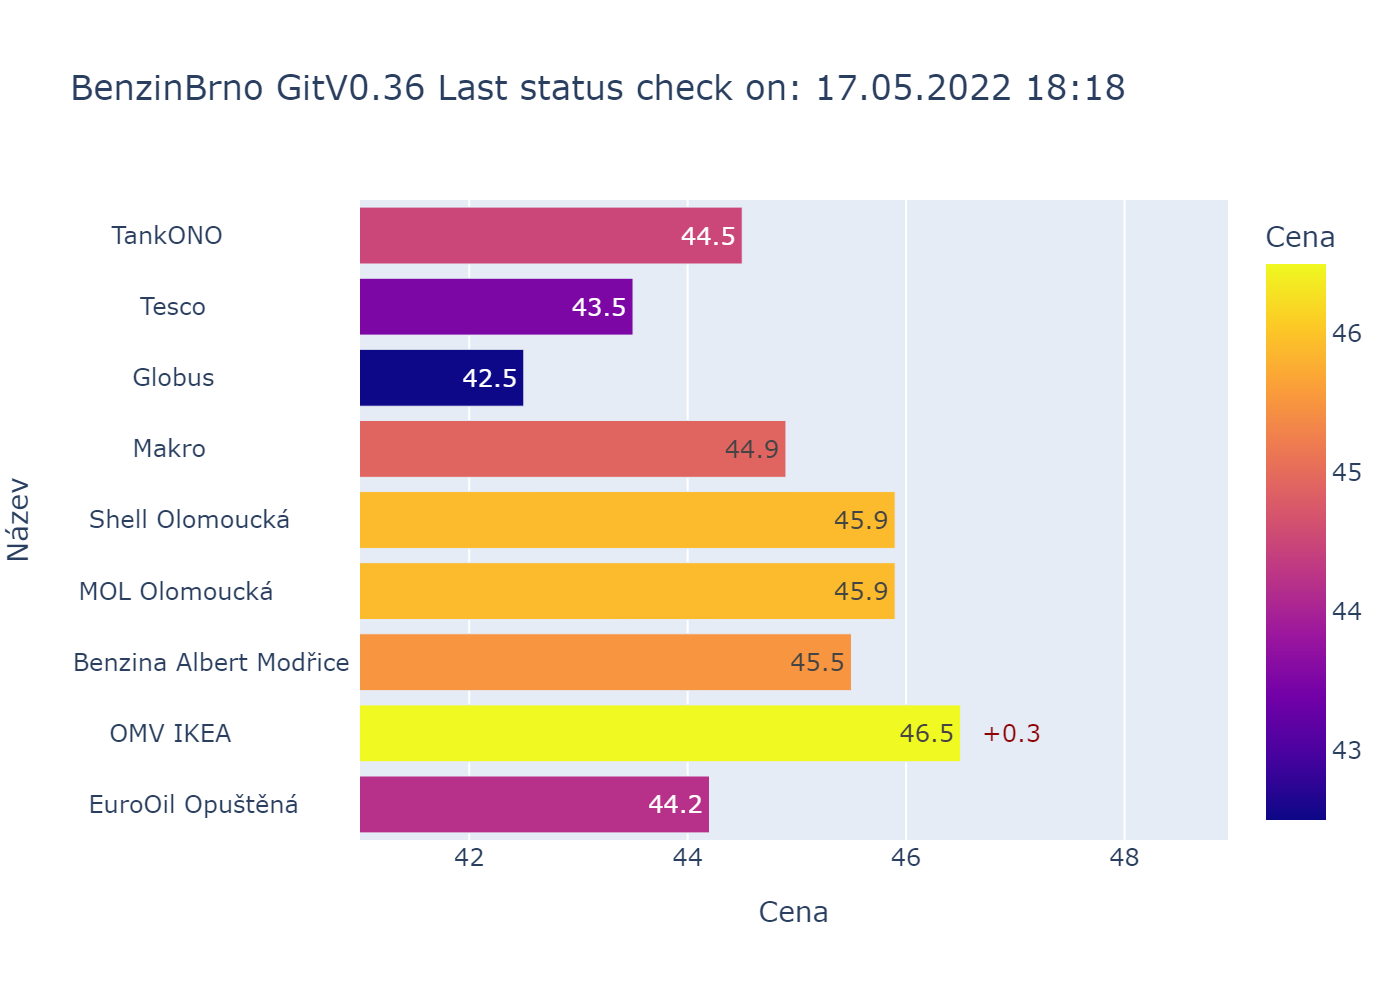 BenzinBrno GitV0.36 Last status check on: 17.05.2022 18:18
Název
TankONO
44.5
Tesco
43.5
Globus
42.5
Makro
44.9
Shell Olomoucká
45.9
MOL Olomoucká
45.9
Benzina Albert Modřice
45.5
OMV IKEA
46.5 +0.3
EuroOil Opuštěná
44.2
42 44 46 48
Cena
Cena
46
45
44
43